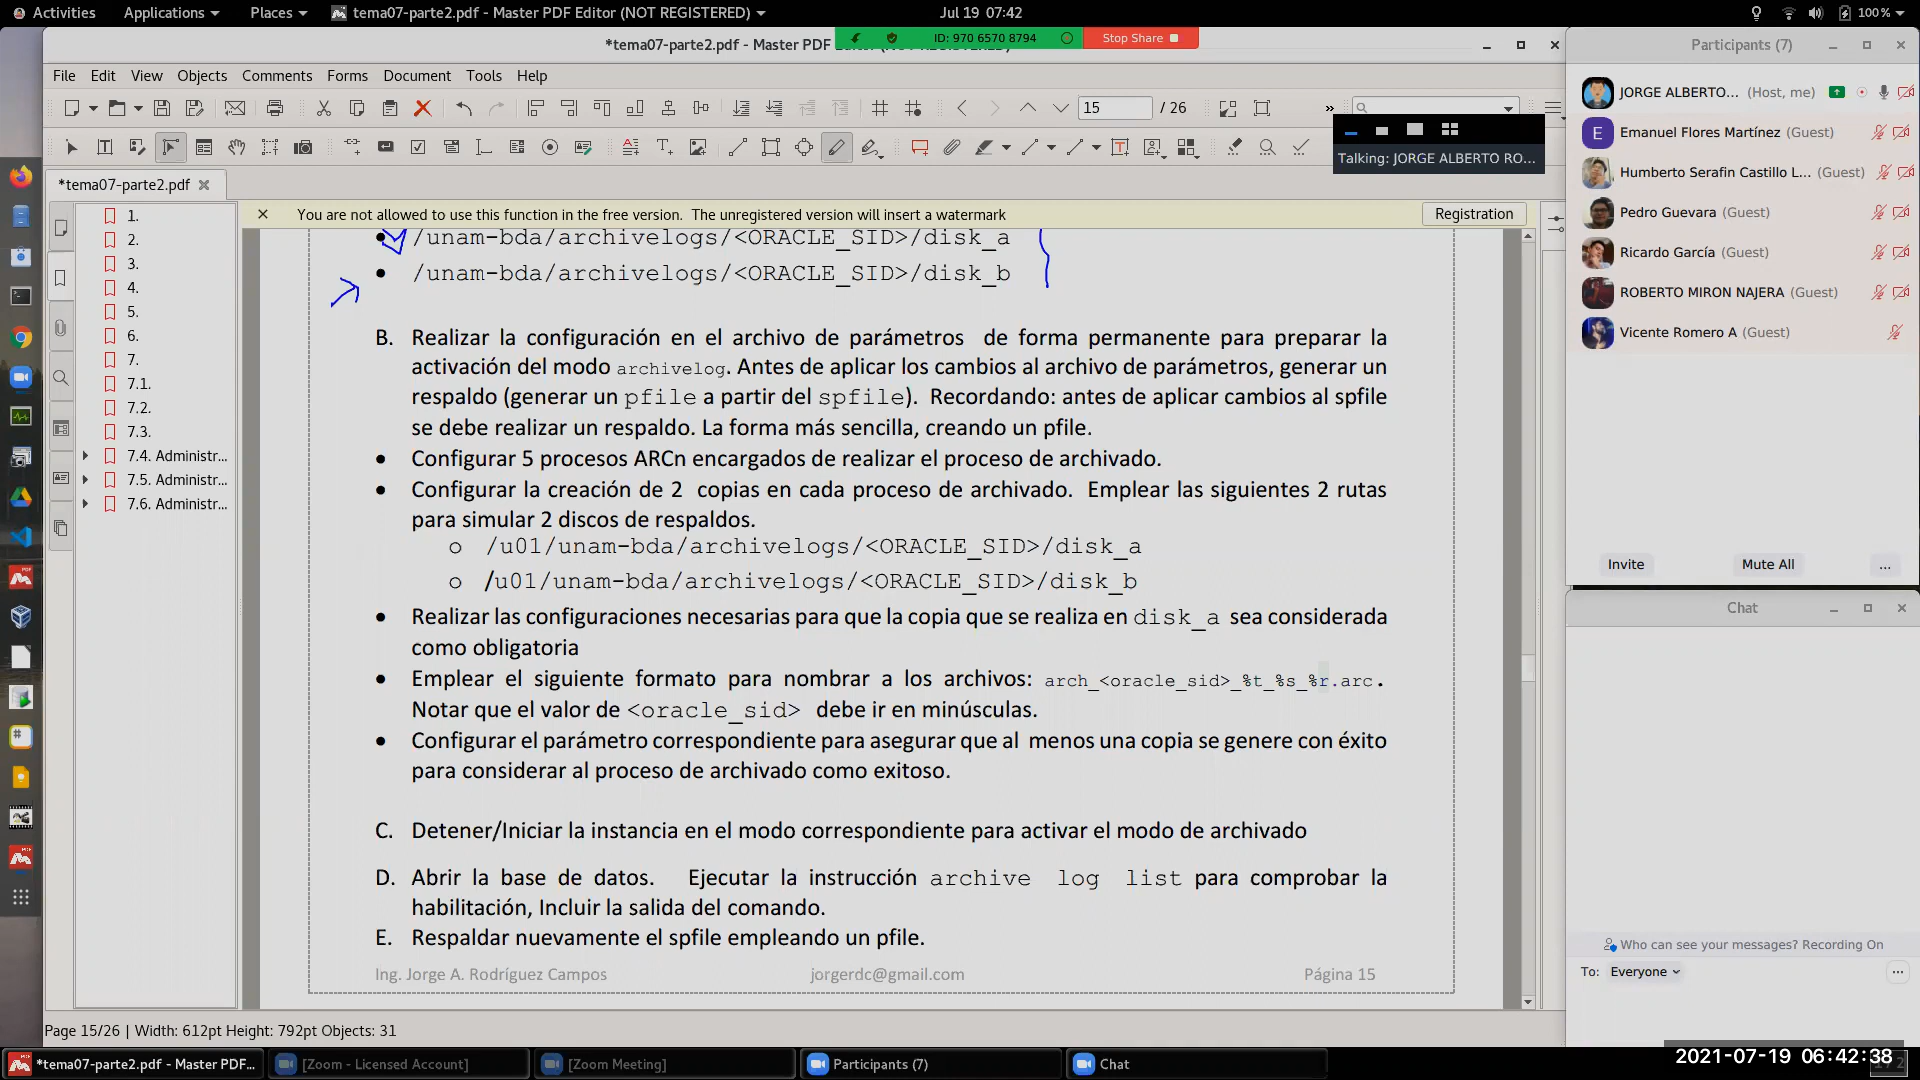 Activities
Applications
Places
tema07-parte2.pdf - Master PDF Editor (NOT REGISTERED)
Jul 19 07:42
100%
*tema07-parte2.pdf - Master PDF
ID: 970 6570 8794
Stop Share
File Edit View Objects Comments Forms Document Tools Help
15 / 26
Talking: JORGE ALBERTO RO...
*tema07-parte2.pdf
You are not allowed to use this function in the free version. The unregistered version will insert a watermark
Registration
1.
2.
3.
4.
5.
6.
7.
7.1.
7.2.
7.3.
7.4. Administr...
7.5. Administr...
7.6. Administr...
• /unam-bda/archivelogs/<ORACLE_SID>/disk_a
• /unam-bda/archivelogs/<ORACLE_SID>/disk_b
B. Realizar la configuración en el archivo de parámetros de forma permanente para preparar la
activación del modo archivelog. Antes de aplicar los cambios al archivo de parámetros, generar un
respaldo (generar un pfile a partir del spfile). Recordando: antes de aplicar cambios al spfile
se debe realizar un respaldo. La forma más sencilla, creando un pfile.
• Configurar 5 procesos ARCn encargados de realizar el proceso de archivado.
• Configurar la creación de 2 copias en cada proceso de archivado. Emplear las siguientes 2 rutas
para simular 2 discos de respaldos.
o /u01/unam-bda/archivelogs/<ORACLE_SID>/disk_a
o /u01/unam-bda/archivelogs/<ORACLE_SID>/disk_b
• Realizar las configuraciones necesarias para que la copia que se realiza en disk_a sea considerada
como obligatoria
• Emplear el siguiente formato para nombrar a los archivos: arch_<oracle_sid>_%t_%s_%r.arc.
Notar que el valor de <oracle_sid> debe ir en minúsculas.
• Configurar el parámetro correspondiente para asegurar que al menos una copia se genere con éxito
para considerar al proceso de archivado como exitoso.
C. Detener/Iniciar la instancia en el modo correspondiente para activar el modo de archivado
D. Abrir la base de datos. Ejecutar la instrucción archive log list para comprobar la
habilitación, Incluir la salida del comando.
E. Respaldar nuevamente el spfile empleando un pfile.
Ing. Jorge A. Rodríguez Campos jorgerdc@gmail.com Página 15
Page 15/26 | Width: 612pt Height: 792pt Objects: 31
Participants (7)
JORGE ALBERTO... (Host, me)
E Emanuel Flores Martínez (Guest)
Humberto Serafin Castillo L... (Guest)
Pedro Guevara (Guest)
Ricardo García (Guest)
ROBERTO MIRON NAJERA (Guest)
Vicente Romero A (Guest)
Invite Mute All ...
Chat
Who can see your messages? Recording On
To: Everyone
*tema07-parte2.pdf - Master PDF...
[Zoom - Licensed Account]
[Zoom Meeting]
Participants (7)
Chat
2021-07-19 06:42:38